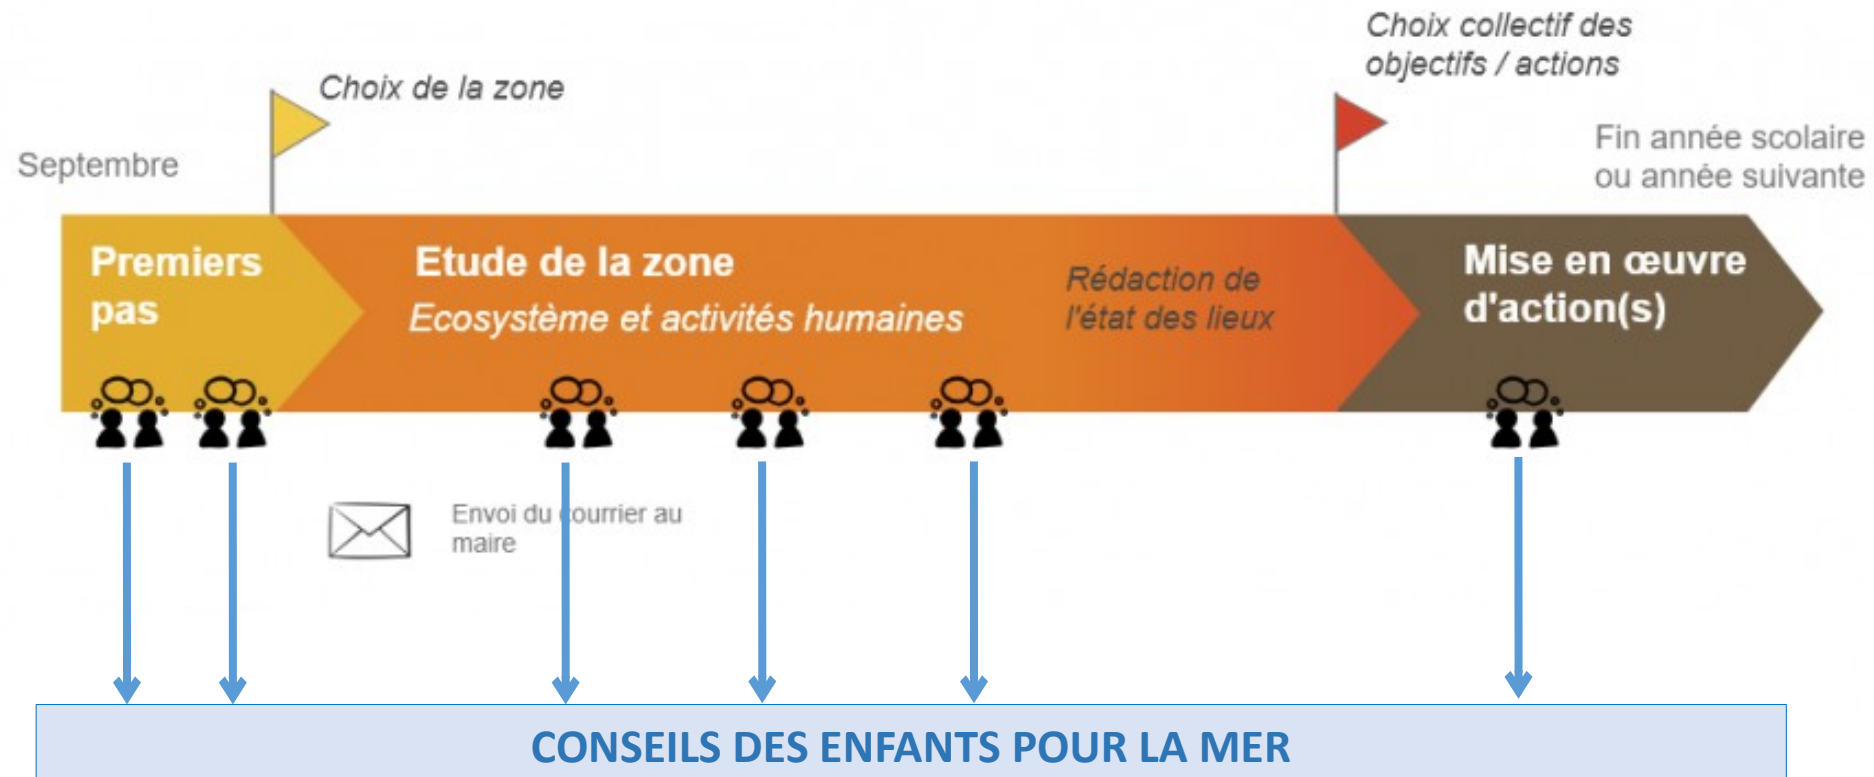 Choix collectif des
objectifs / actions
Choix de la zone
Septembre
Fin année scolaire
ou année suivante
Premiers
pas
Etude de la zone
Ecosystème et activités humaines
Rédaction de
l'état des lieux
Mise en œuvre
d'action(s)
Envoi du courrier au
maire
CONSEILS DES ENFANTS POUR LA MER